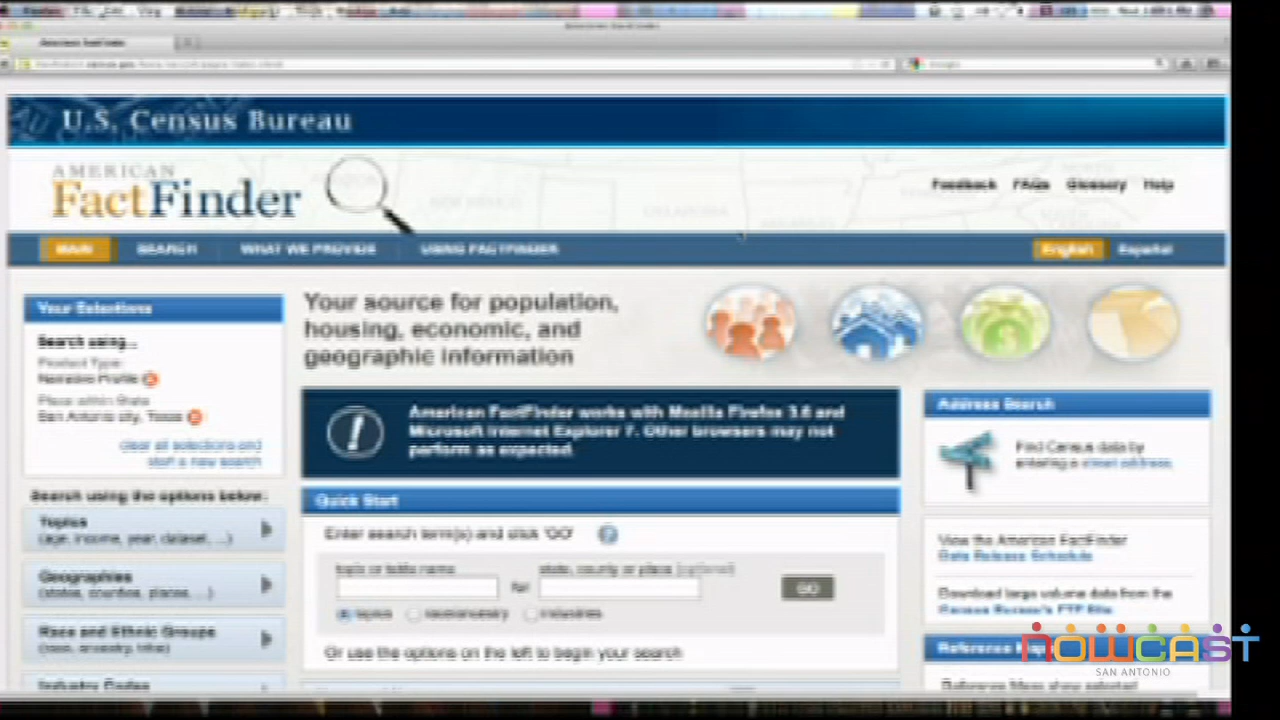 U.S. Census Bureau
AMERICAN
FactFinder
Feedback FAQs Glossary Help
MAIN SEARCH WHAT WE PROVIDE USING FACTFINDER
English Español
Your Selections
Search using...
Product Type:
Narrative Profile
Place within State
San Antonio city, Texas
clear all selections and
start a new search
Search using the options below:
Topics
(age, income, year, dataset, ...)
Geographies
(states, counties, places, ...)
Race and Ethnic Groups
(race, ancestry, tribe)
Industry Codes
Your source for population,
housing, economic, and
geographic information
American FactFinder works with Mozilla Firefox 3.6 and
Microsoft Internet Explorer 7. Other browsers may not
perform as expected.
Quick Start
Enter search term(s) and click 'GO'
topic or table name
state, county or place (optional)
for
GO
topics race/ancestry industries
Or use the options on the left to begin your search
Address Search
Find Census data by
entering a street address.
View the American FactFinder
Data Release Schedule
Download large volume data from the
Census Bureau's FTP file
Reference Maps
Reference Maps show selected
NOWCAST
SAN ANTONIO